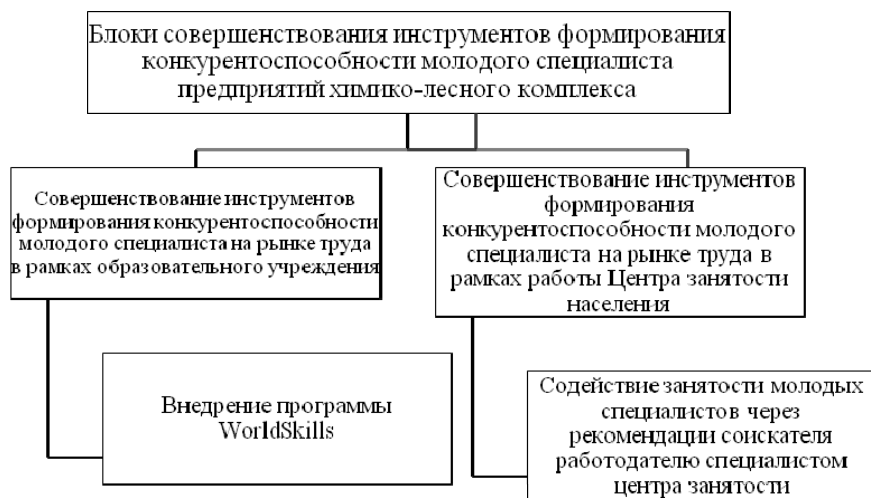 Блоки совершенствования инструментов формирования
конкурентоспособности молодого специалиста
предприятий химико-лесного комплекса
Совершенствование инструментов
формирования конкурентоспособности
молодого специалиста на рынке труда
в рамках образовательного учреждения
Совершенствование инструментов
формирования
конкурентоспособности молодого
специалиста на рынке труда в
рамках работы Центра занятости
населения
Внедрение программы
WorldSkills
Содействие занятости молодых
специалистов через
рекомендации соискателя
работодателю специалистом
центра занятости